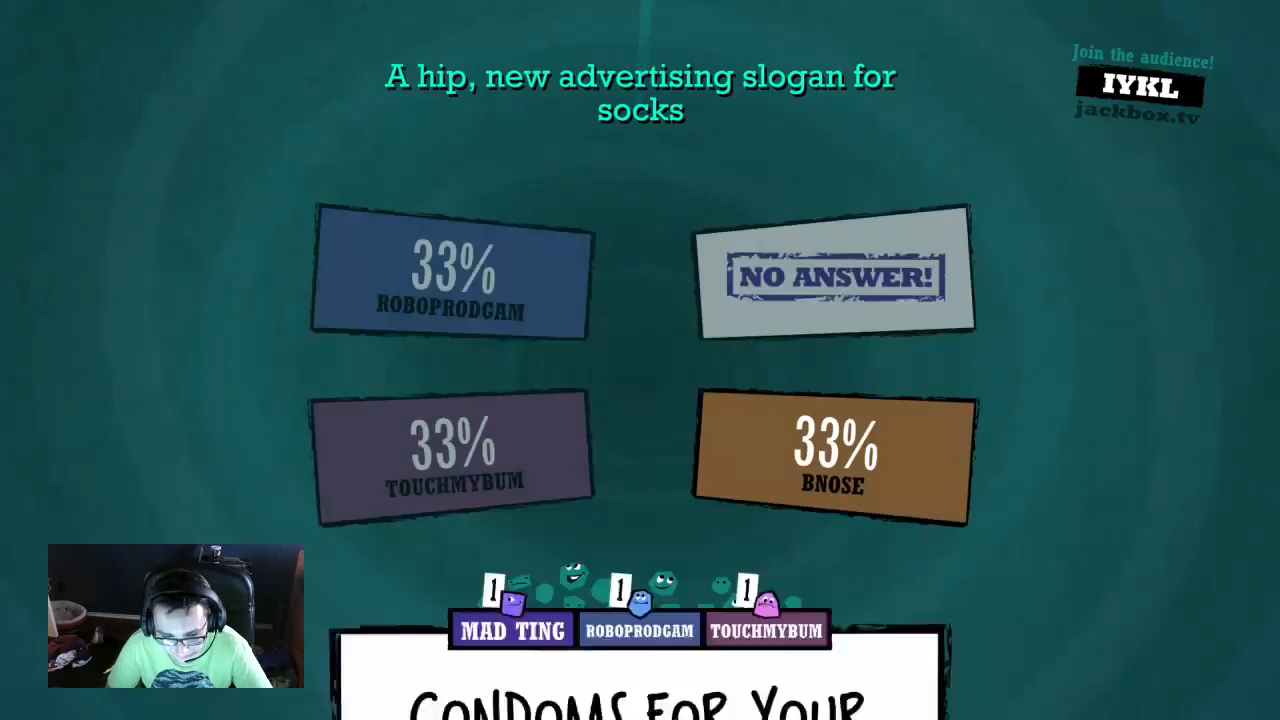 A hip, new advertising slogan for
socks
Join the audience!
IYKL
jackbox.tv
33%
ROBOPRODGAM
NO ANSWER!
33%
TOUCHMYBUM
33%
BNOSE
1
1
1
MAD TING
ROBOPRODGAM
TOUCHMYBUM
CONDOMS FOR YOUR